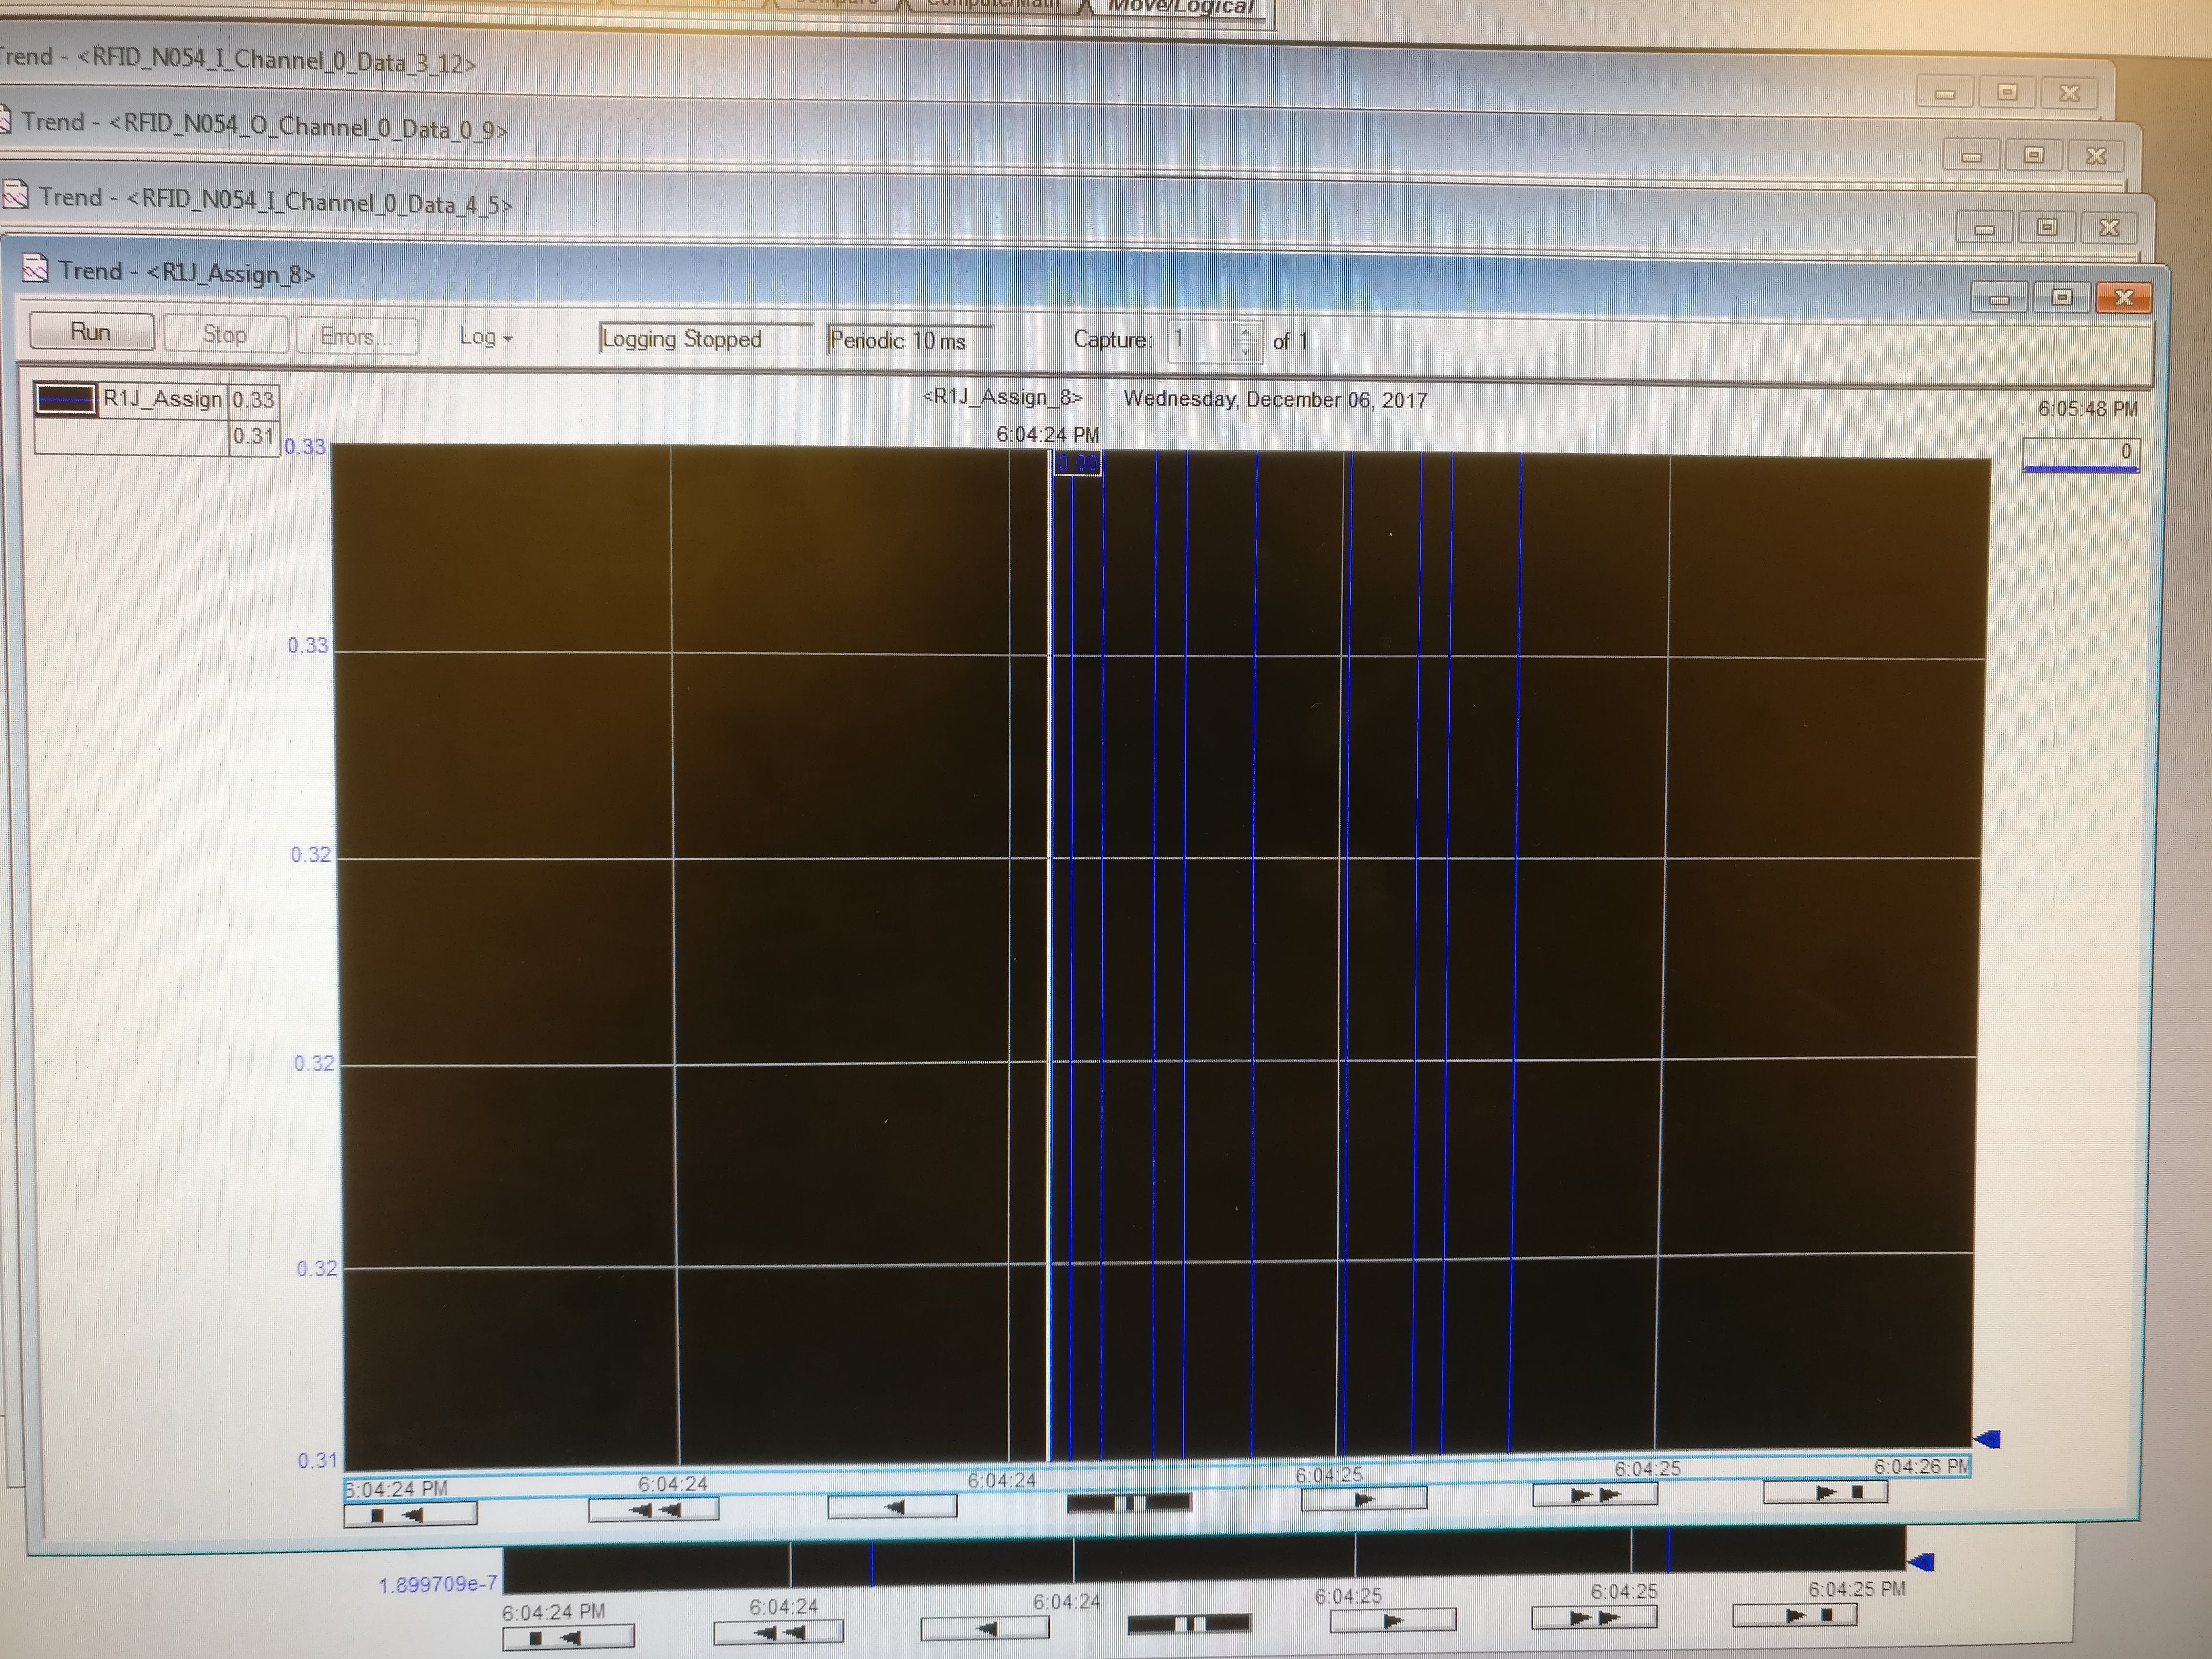 Move/Logical
Trend - <RFID_N054_I_Channel_0_Data_3_12>
Trend - <RFID_N054_O_Channel_0_Data_0_9>
Trend - <RFID_N054_I_Channel_0_Data_4_5>
Trend - <R1J_Assign_8>
Run Stop Errors... Log Logging Stopped Periodic 10 ms Capture: 1 of 1
R1J_Assign 0.33
0.31
<R1J_Assign_8> Wednesday, December 06, 2017
6:05:48 PM
6:04:24 PM
0
0.33
0.33
0.32
0.32
0.32
0.31
6:04:24 PM 6:04:24 6:04:24 6:04:25 6:04:25 6:04:26 PM
1.899709e-7
6:04:24 PM 6:04:24 6:04:24 6:04:25 6:04:25 6:04:25 PM